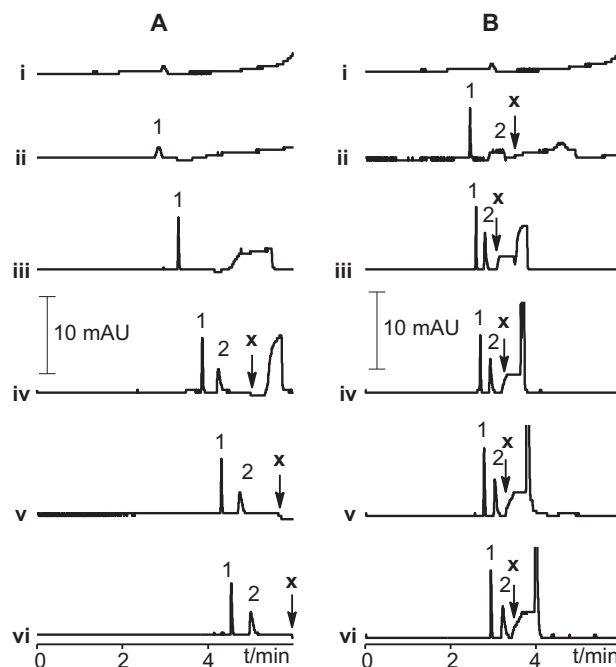 A B
i i
1 1 2 x
ii ii
1 1 2 x
iii iii
10 mAU 10 mAU
1 2 x 1 2 x
iv iv
1 2 x 1 2 x
v v
1 2 x 1 2 x
vi vi
0 2 4 t/min 0 2 4 t/min